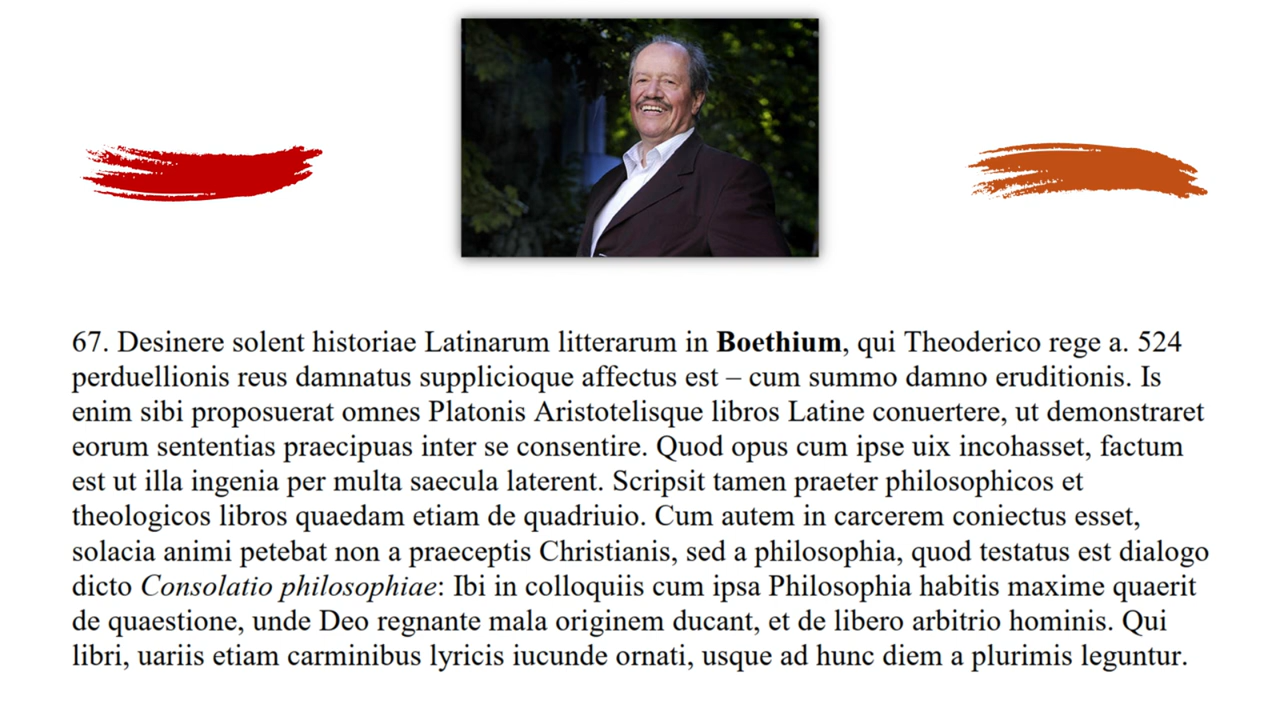 67. Desinere solent historiae Latinarum litterarum in Boethium, qui Theoderico rege a. 524
perduellionis reus damnatus supplicioque affectus est – cum summo damno eruditionis. Is
enim sibi proposuerat omnes Platonis Aristotelisque libros Latine conuertere, ut demonstraret
eorum sententias praecipuas inter se consentire. Quod opus cum ipse uix incohasset, factum
est ut illa ingenia per multa saecula laterent. Scripsit tamen praeter philosophicos et
theologicos libros quaedam etiam de quadriuio. Cum autem in carcerem coniectus esset,
solacia animi petebat non a praeceptis Christianis, sed a philosophia, quod testatus est dialogo
dicto Consolatio philosophiae: Ibi in colloquiis cum ipsa Philosophia habitis maxime quaerit
de quaestione, unde Deo regnante mala originem ducant, et de libero arbitrio hominis. Qui
libri, uariis etiam carminibus lyricis iucunde ornati, usque ad hunc diem a plurimis leguntur.